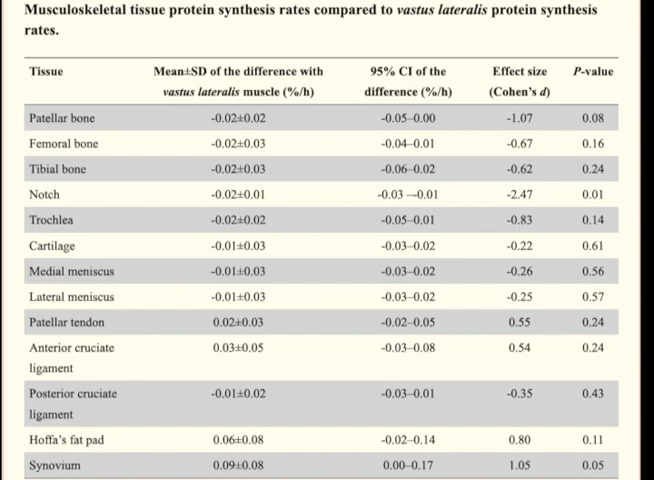 Musculoskeletal tissue protein synthesis rates compared to vastus lateralis protein synthesis
rates.
Tissue Mean±SD of the difference with 95% CI of the Effect size P-value
vastus lateralis muscle (%/h) difference (%/h) (Cohen's d)
Patellar bone -0.02±0.02 -0.05–0.00 -1.07 0.08
Femoral bone -0.02±0.03 -0.04–0.01 -0.67 0.16
Tibial bone -0.02±0.03 -0.06–0.02 -0.62 0.24
Notch -0.02±0.01 -0.03 –-0.01 -2.47 0.01
Trochlea -0.02±0.02 -0.05–0.01 -0.83 0.14
Cartilage -0.01±0.03 -0.03–0.02 -0.22 0.61
Medial meniscus -0.01±0.03 -0.03–0.02 -0.26 0.56
Lateral meniscus -0.01±0.03 -0.03–0.02 -0.25 0.57
Patellar tendon 0.02±0.03 -0.02–0.05 0.55 0.24
Anterior cruciate 0.03±0.05 -0.03–0.08 0.54 0.24
ligament
Posterior cruciate -0.01±0.02 -0.03–0.01 -0.35 0.43
ligament
Hoffa's fat pad 0.06±0.08 -0.02–0.14 0.80 0.11
Synovium 0.09±0.08 0.00–0.17 1.05 0.05